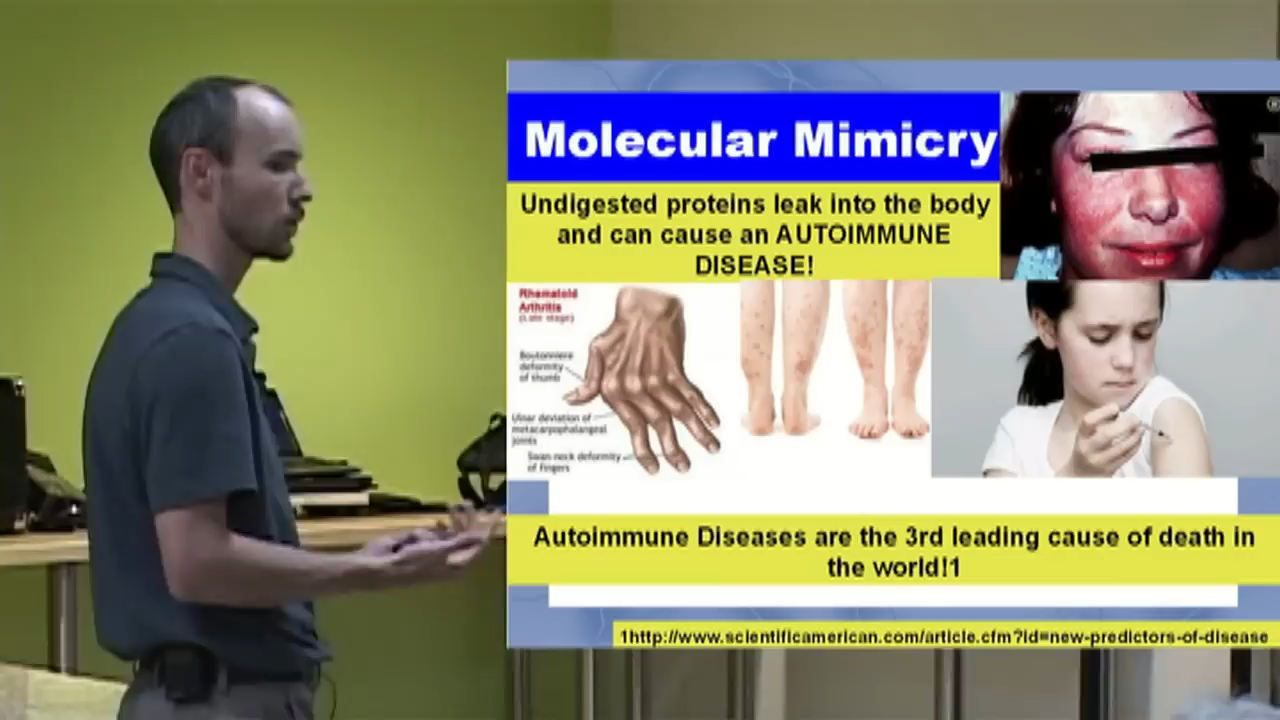 Molecular Mimicry
Undigested proteins leak into the body
and can cause an AUTOIMMUNE
DISEASE!
Rhematoid
Arthritis
(Late stage)
Boutonniere
deformity
of thumb
Ulnar deviation of
metacarpophalangeal
joints
Swan-neck deformity
of fingers
Autoimmune Diseases are the 3rd leading cause of death in
the world!1
1http://www.scientificamerican.com/article.cfm?id=new-predictors-of-disease